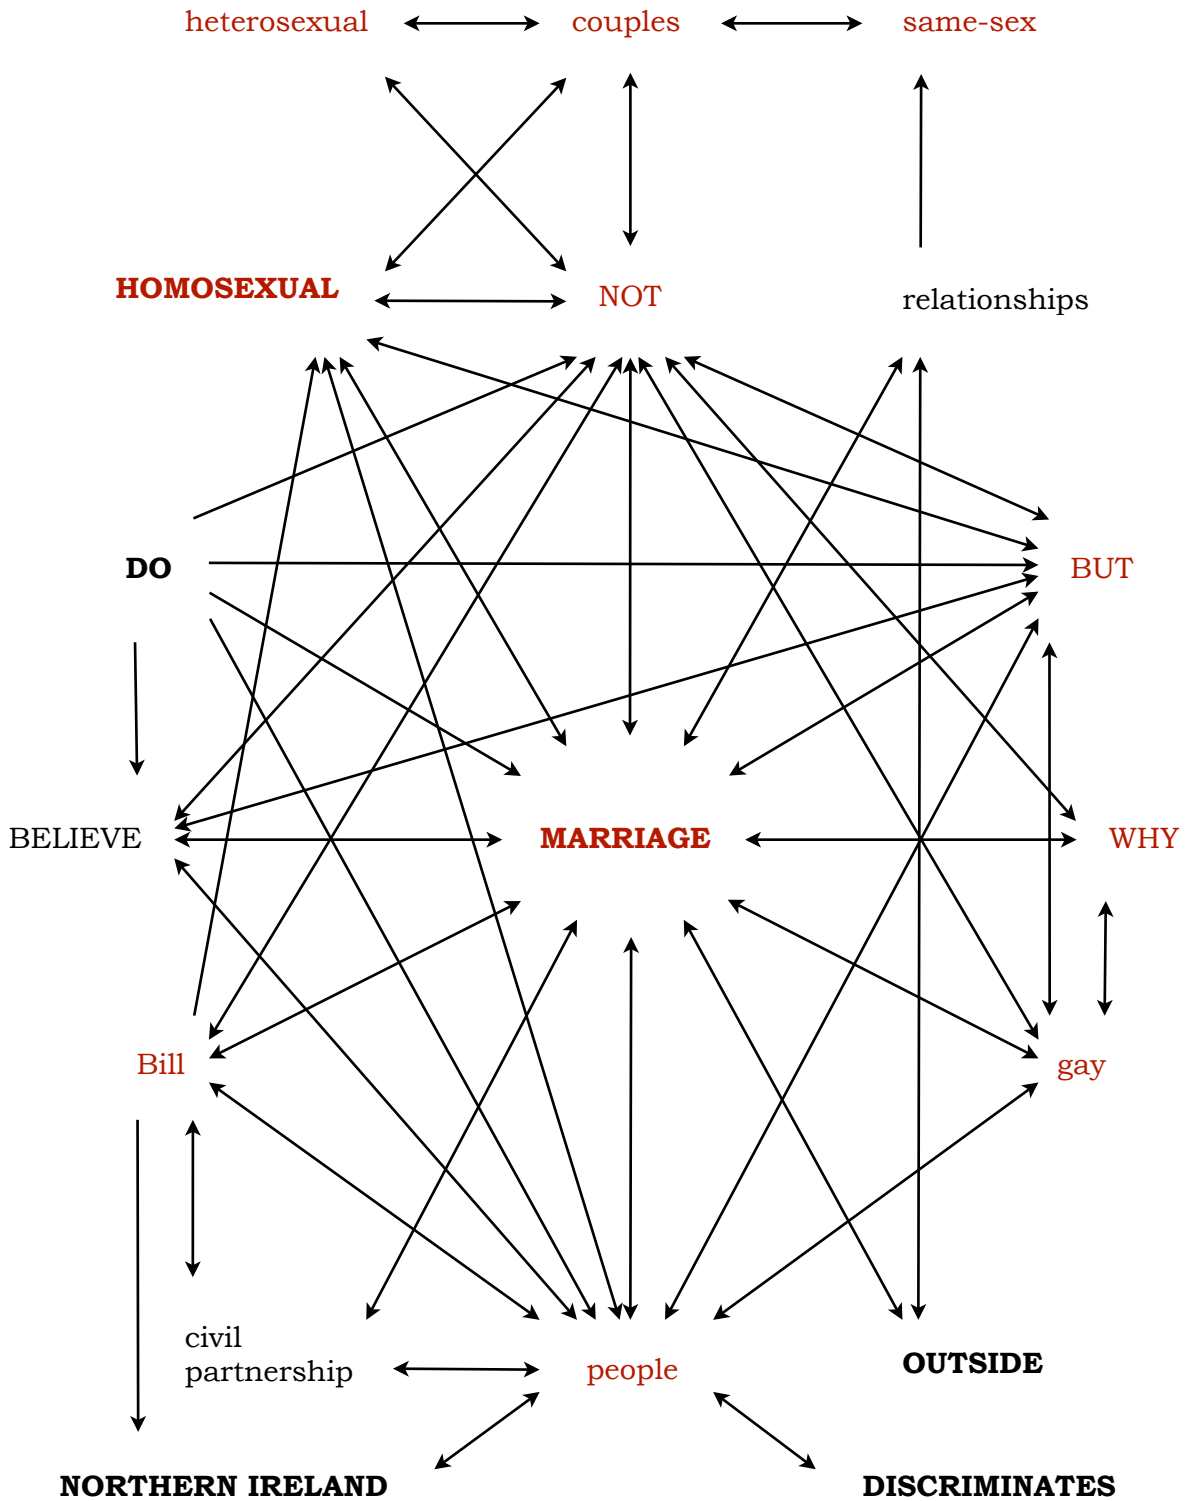 heterosexual
couples
same-sex
HOMOSEXUAL
NOT
relationships
DO
BUT
BELIEVE
MARRIAGE
WHY
Bill
gay
civil
partnership
people
OUTSIDE
NORTHERN IRELAND
DISCRIMINATES